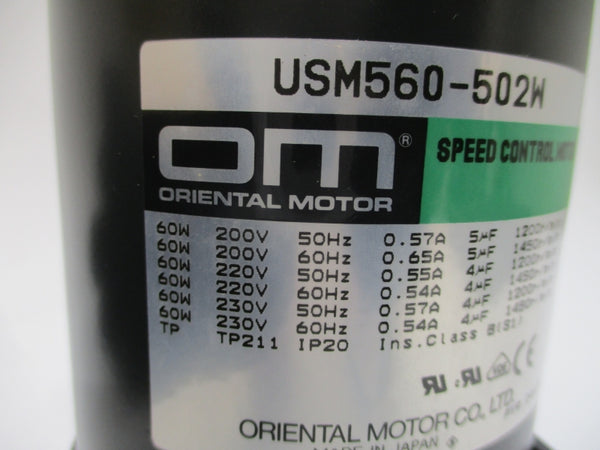 USM560-502W
om®
SPEED CONTROL
ORIENTAL MOTOR
60W 200V 50Hz 0.57A 5μF
60W 200V 60Hz 0.65A 5μF
60W 220V 50Hz 0.55A 4μF
60W 220V 60Hz 0.54A 4μF
60W 230V 50Hz 0.57A 4μF
60W 230V 60Hz 0.54A 4μF
TP TP211 IP20 Ins.Class B(S1)
ORIENTAL MOTOR CO., LTD.
MADE IN JAPAN